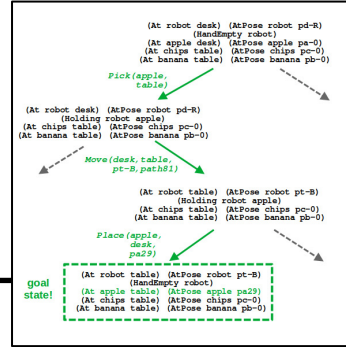 (At robot desk) (AtPose robot pd-R)
(HandEmpty robot)
(At apple desk) (AtPose apple pa-0)
(At chips table) (AtPose chips pc-0)
(At banana table) (AtPose banana pb-0)
Pick(apple,
table)
(At robot desk) (AtPose robot pd-R)
(Holding robot apple)
(At chips table) (AtPose chips pc-0)
(At banana table) (AtPose banana pb-0)
Move(desk,table,
pt-B,path81)
(At robot table) (AtPose robot pt-B)
(Holding robot apple)
(At chips table) (AtPose chips pc-0)
(At banana table) (AtPose banana pb-0)
Place(apple,
desk,
pa29)
goal
state!
(At robot table) (AtPose robot pt-B)
(HandEmpty robot)
(At apple table) (AtPose apple pa29)
(At chips table) (AtPose chips pc-0)
(At banana table) (AtPose banana pb-0)